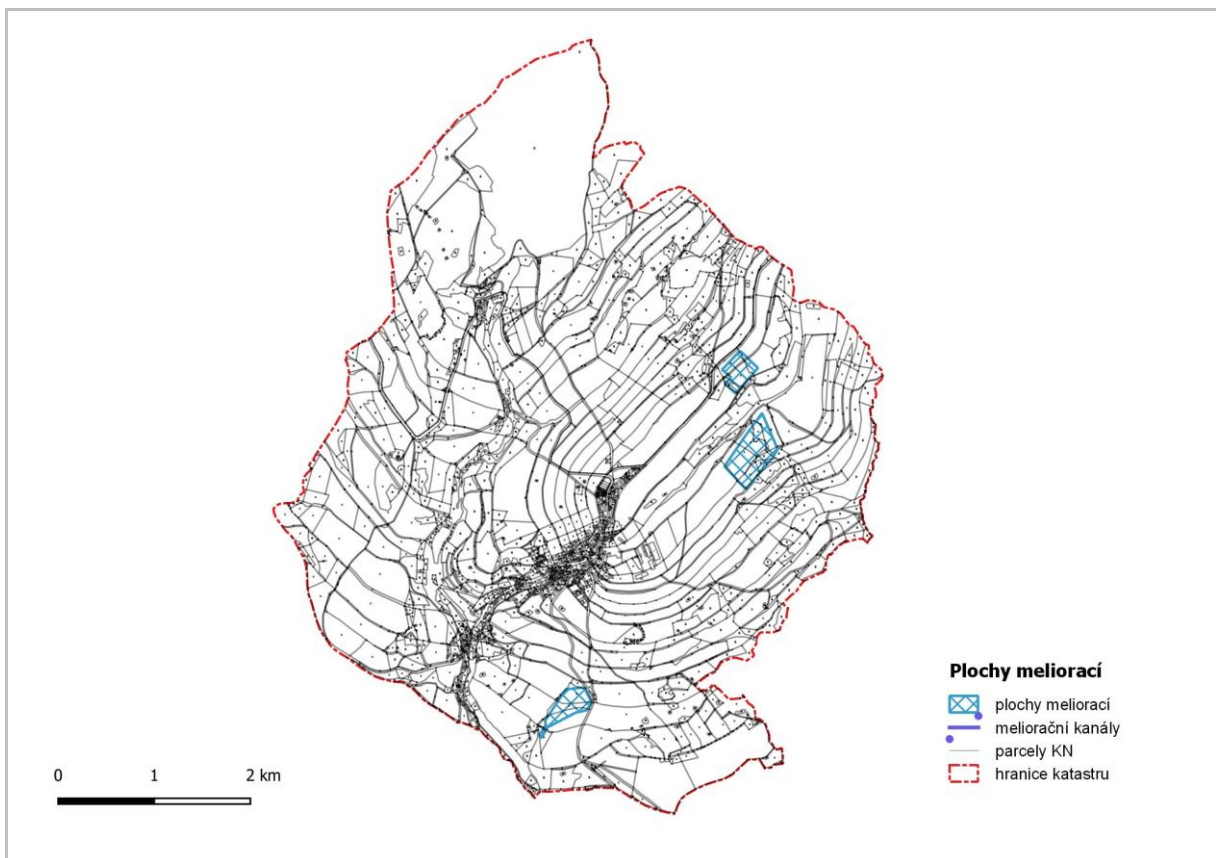 Plochy meliorací
plochy meliorací
meliorační kanály
parcely KN
hranice katastru
0 1 2 km